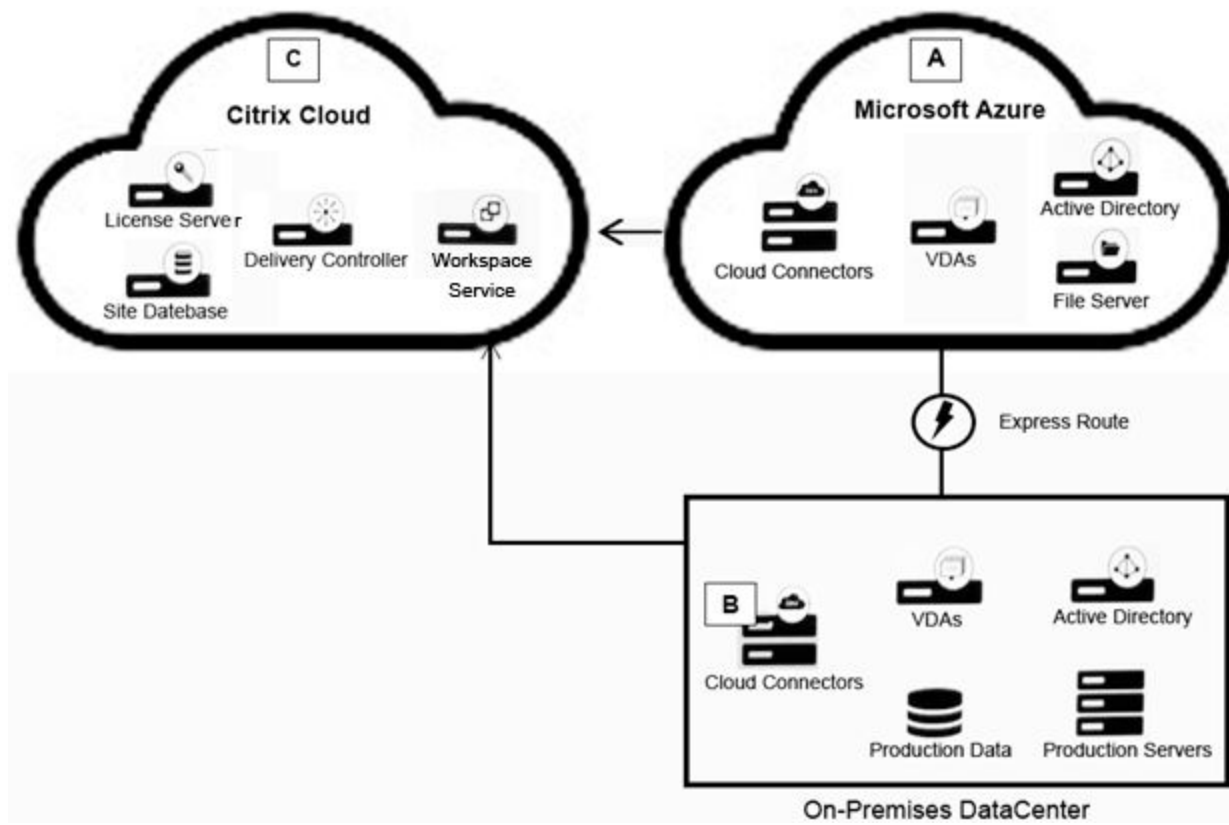 C
Citrix Cloud
License Server
Delivery Controller
Workspace
Service
Site Datebase
A
Microsoft Azure
Cloud Connectors
VDAs
Active Directory
File Server
Express Route
B
Cloud Connectors
VDAs
Active Directory
Production Data
Production Servers
On-Premises DataCenter